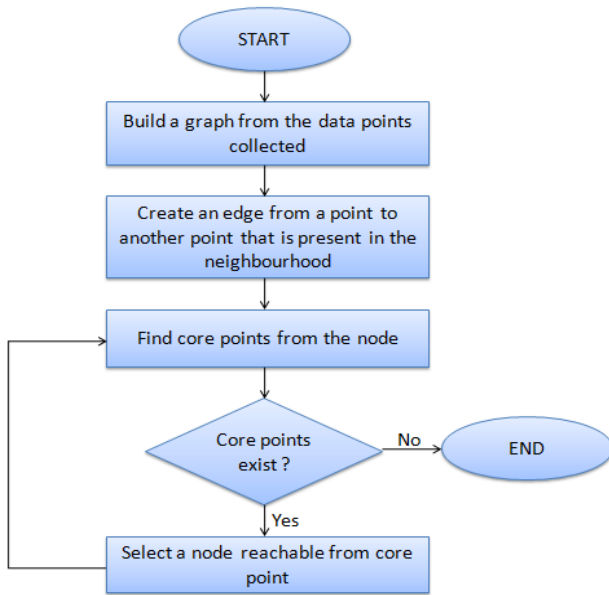 START
Build a graph from the data points
collected
Create an edge from a point to
another point that is present in the
neighbourhood
Find core points from the node
Core points
exist ?
No
END
Yes
Select a node reachable from core
point